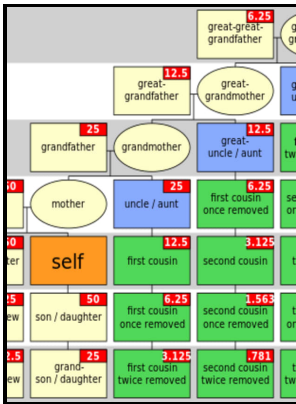 6.25
great-great-
grandfather
12.5
great-
grandfather
great-
grandmother
25
grandfather
grandmother
12.5
great-
uncle / aunt
mother
25
uncle / aunt
6.25
first cousin
once removed
self
12.5
first cousin
3.125
second cousin
50
son / daughter
6.25
first cousin
once removed
1.563
second cousin
once removed
25
grand-
son / daughter
3.125
first cousin
twice removed
.781
second cousin
twice removed